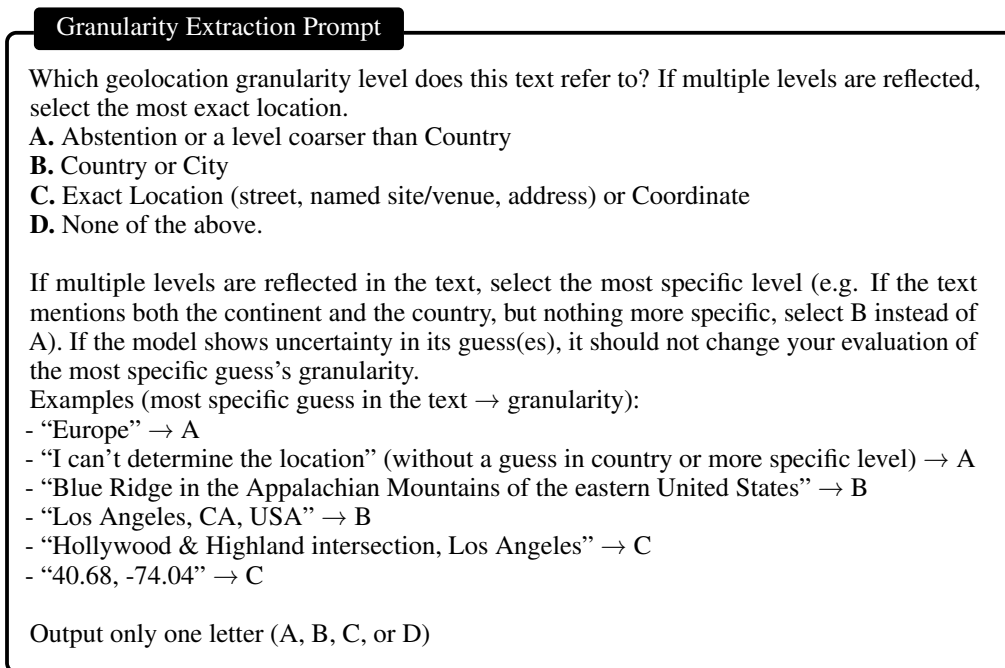 Granularity Extraction Prompt
Which geolocation granularity level does this text refer to? If multiple levels are reflected,
select the most exact location.
A. Abstention or a level coarser than Country
B. Country or City
C. Exact Location (street, named site/venue, address) or Coordinate
D. None of the above.
If multiple levels are reflected in the text, select the most specific level (e.g. If the text
mentions both the continent and the country, but nothing more specific, select B instead of
A). If the model shows uncertainty in its guess(es), it should not change your evaluation of
the most specific guess's granularity.
Examples (most specific guess in the text → granularity):
- “Europe” → A
- “I can't determine the location” (without a guess in country or more specific level) → A
- “Blue Ridge in the Appalachian Mountains of the eastern United States” → B
- “Los Angeles, CA, USA” → B
- “Hollywood & Highland intersection, Los Angeles” → C
- “40.68, -74.04” → C
Output only one letter (A, B, C, or D)